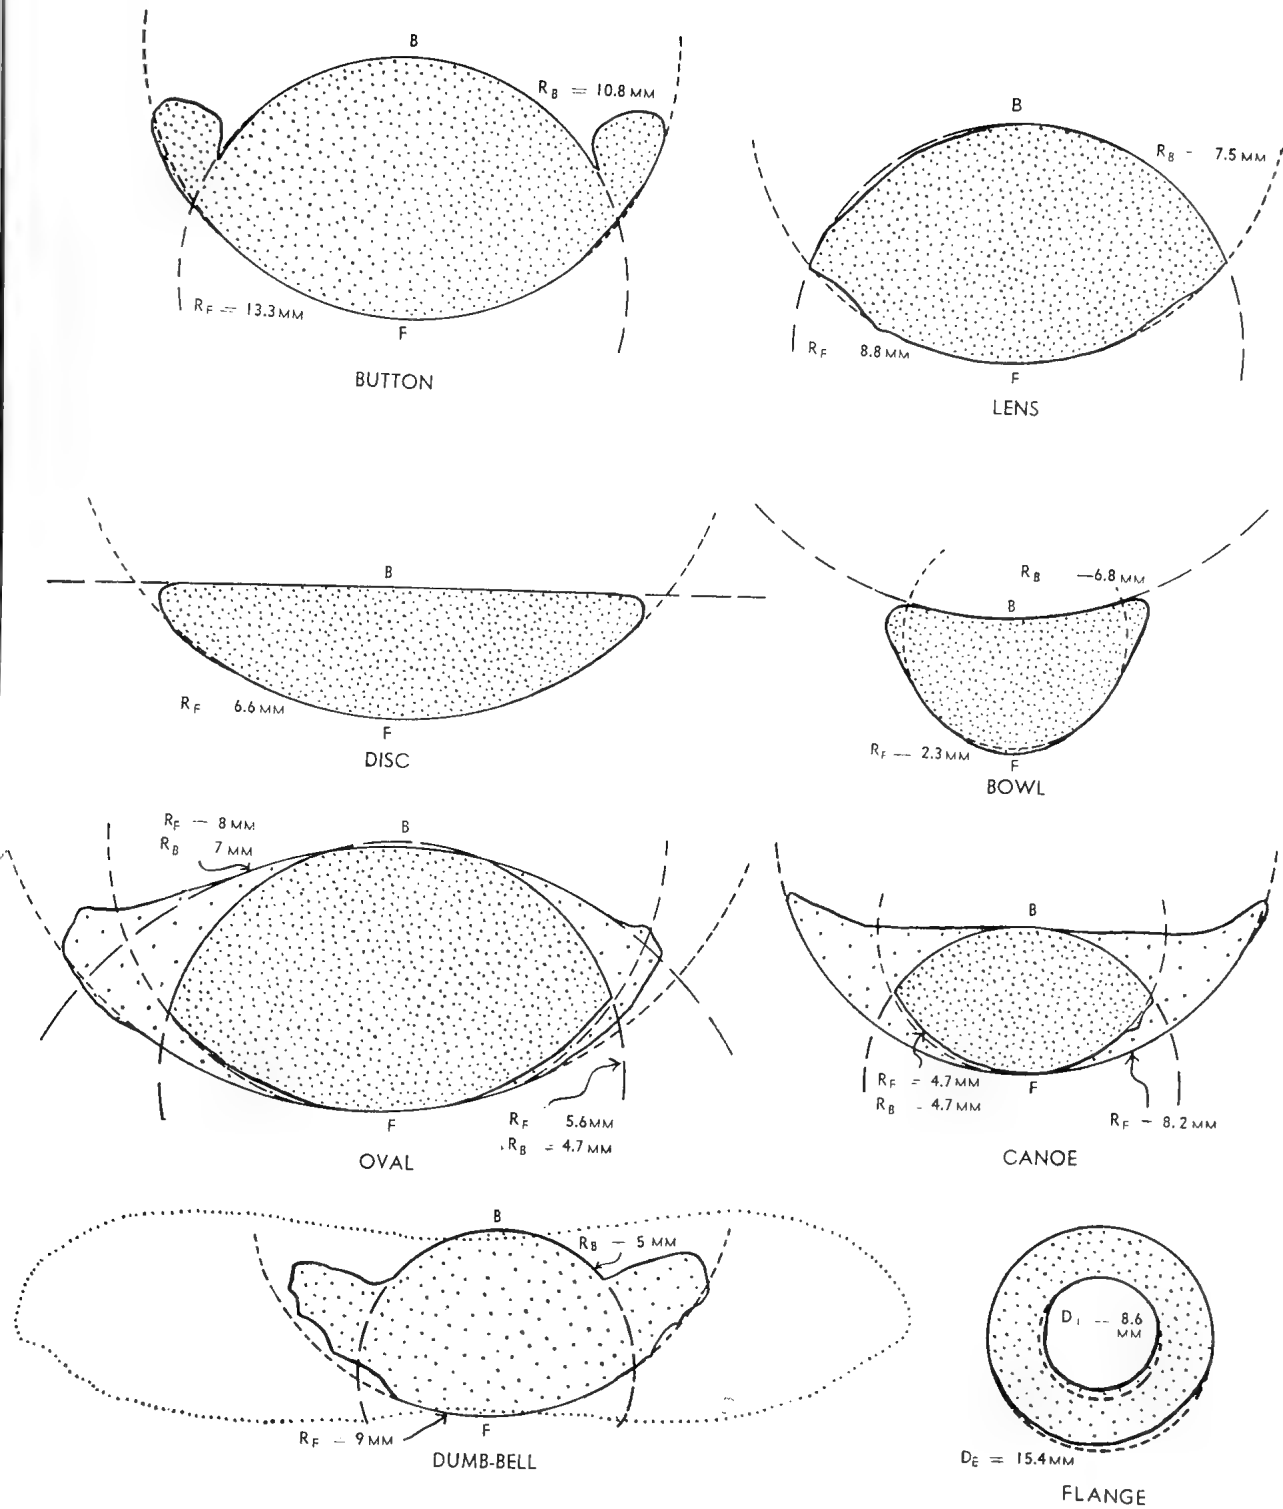 B
R_B = 10.8 MM
R_F = 13.3 MM
F
BUTTON
B
R_B - 7.5 MM
R_F 8.8 MM
F
LENS
B
R_F 6.6 MM
F
DISC
R_B —6.8 MM
B
R_F — 2.3 MM
F
BOWL
R_F — 8 MM
R_B 7 MM
B
F
R_F 5.6 MM
R_B = 4.7 MM
OVAL
B
R_F = 4.7 MM
R_B - 4.7 MM
F
R_F — 8.2 MM
CANOE
B
R_B — 5 MM
R_F — 9 MM
F
DUMB-BELL
D_I — 8.6
MM
D_E = 15.4 MM
FLANGE